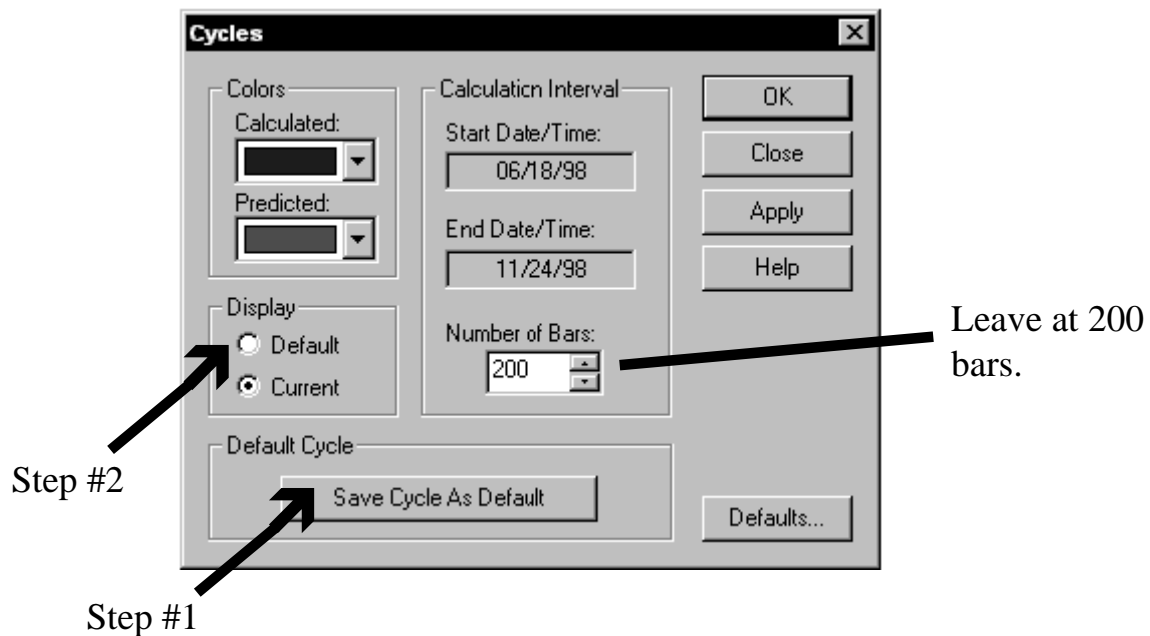 Cycles
Colors
Calculated:
Predicted:
Display
Default
Current
Calculation Interval
Start Date/Time:
06/18/98
End Date/Time:
11/24/98
Number of Bars:
200
OK
Close
Apply
Help
Default Cycle
Save Cycle As Default
Defaults...
Leave at 200
bars.
Step #2
Step #1